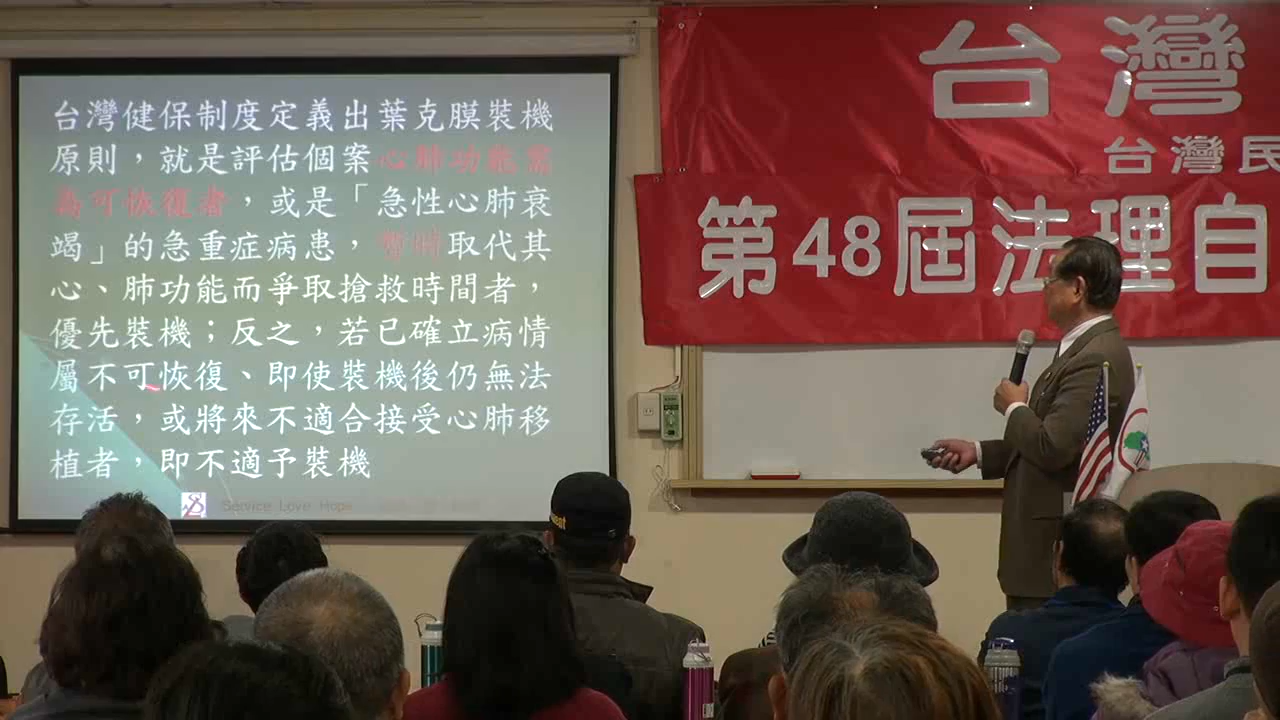 台灣健保制度定義出葉克膜裝機
原則，就是評估個案心肺功能需
為可恢復者，或是「急性心肺衰
竭」的急重症病患，暫時取代其
心、肺功能而爭取搶救時間者，
優先裝機；反之，若已確立病情
屬不可恢復、即使裝機後仍無法
存活，或將來不適合接受心肺移
植者，即不適予裝機
Service Love Hope
台灣
台灣民
第48屆法理自